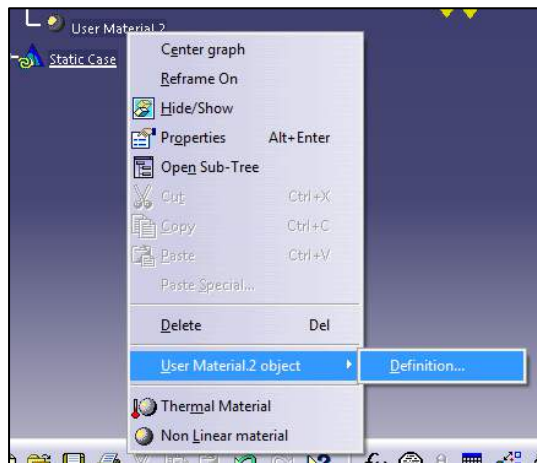 User Material.2
Static Case
Center graph
Reframe On
Hide/Show
Properties Alt+Enter
Open Sub-Tree
Cut Ctrl+X
Copy Ctrl+C
Paste Ctrl+V
Paste Special...
Delete Del
User Material.2 object
Definition...
Thermal Material
Non Linear material